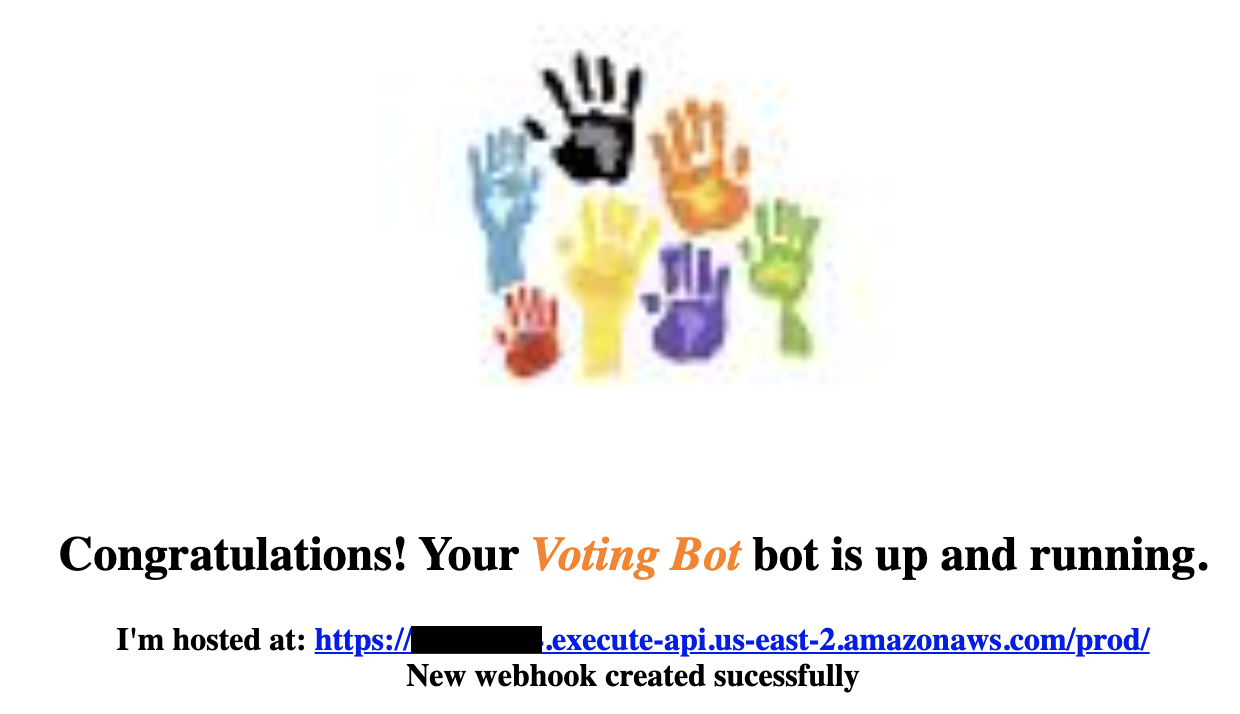 Congratulations! Your Voting Bot bot is up and running.
I'm hosted at: https://.execute-api.us-east-2.amazonaws.com/prod/
New webhook created sucessfully